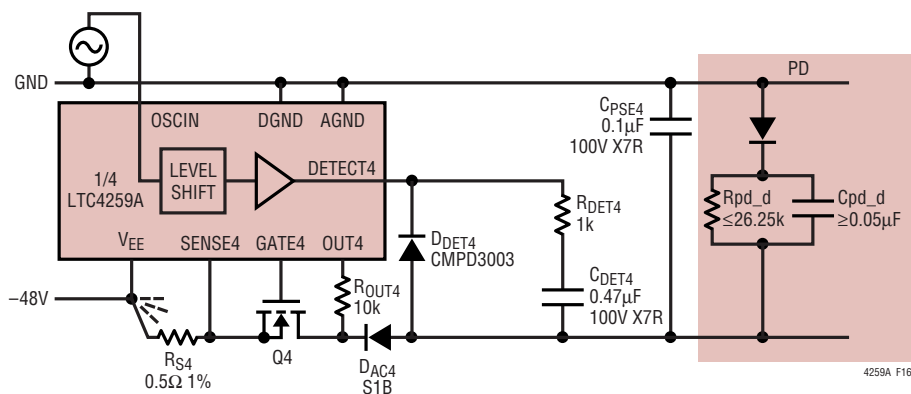 GND
PD
OSCIN
DGND
AGND
CPSE4
0.1µF
100V X7R
1/4
LTC4259A
LEVEL
SHIFT
DETECT4
Rpd_d
≤26.25k
Cpd_d
≥0.05µF
RDET4
1k
VEE
SENSE4
GATE4
OUT4
DDET4
CMPD3003
CDET4
0.47µF
100V X7R
–48V
ROUT4
10k
RS4
0.5Ω 1%
Q4
DAC4
S1B
4259A F16